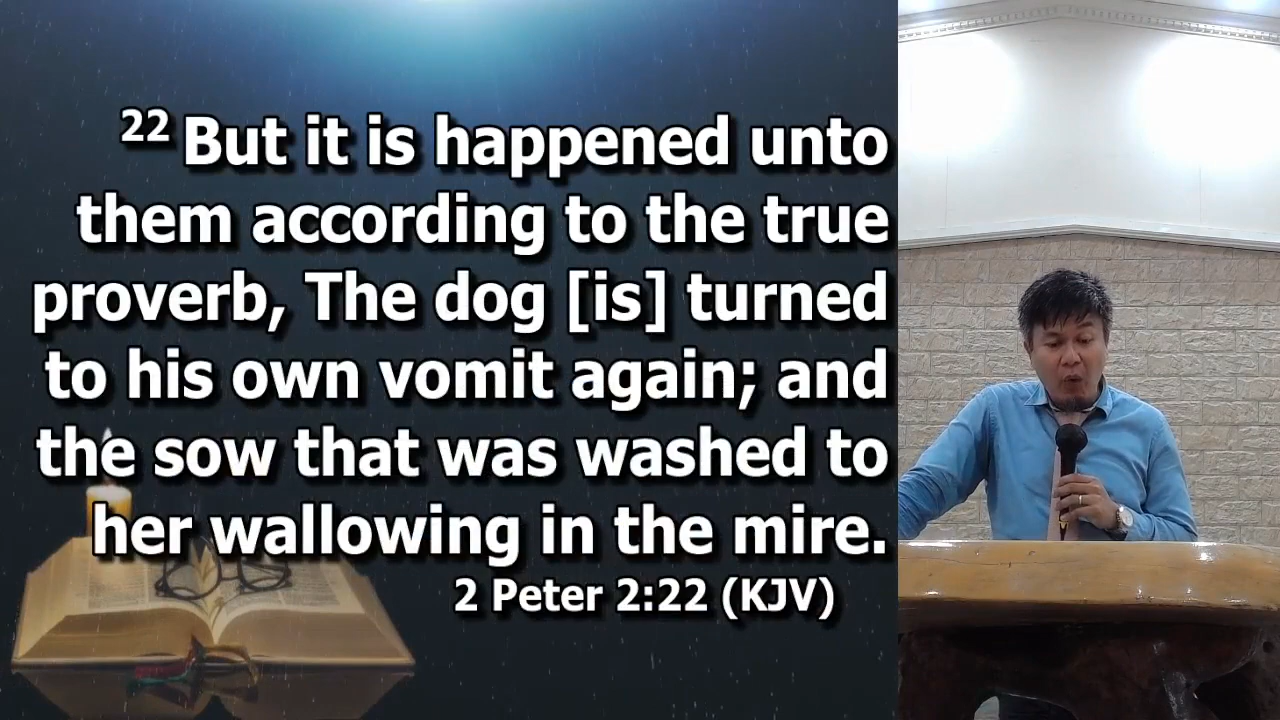 22 But it is happened unto
them according to the true
proverb, The dog [is] turned
to his own vomit again; and
the sow that was washed to
her wallowing in the mire.
2 Peter 2:22 (KJV)